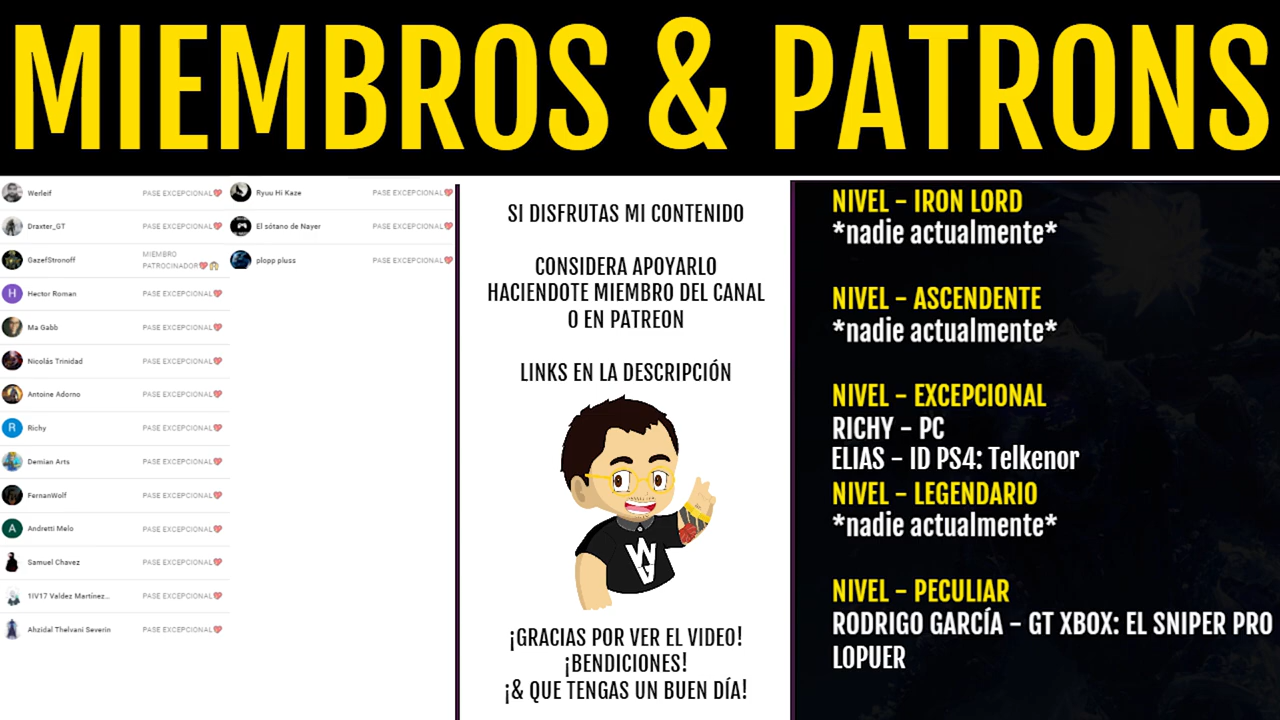 MIEMBROS & PATRONS
Werleif PASE EXCEPCIONAL💖
Draxter_GT PASE EXCEPCIONAL💖
GazefStronoff MIEMBRO
PATROCINADOR💖
Hector Roman PASE EXCEPCIONAL💖
Ma Gabb PASE EXCEPCIONAL💖
Nicolás Trinidad PASE EXCEPCIONAL💖
Antoine Adorno PASE EXCEPCIONAL💖
Richy PASE EXCEPCIONAL💖
Demian Arts PASE EXCEPCIONAL💖
FernanWolf PASE EXCEPCIONAL💖
Andretti Melo PASE EXCEPCIONAL💖
Samuel Chavez PASE EXCEPCIONAL💖
1IV17 Valdez Martinez... PASE EXCEPCIONAL💖
Ahzidal Thelvani Severin PASE EXCEPCIONAL💖
Ryuu Hi Kaze PASE EXCEPCIONAL💖
El sótano de Nayer PASE EXCEPCIONAL💖
plopp pluss PASE EXCEPCIONAL💖
H
R
A
SI DISFRUTAS MI CONTENIDO
CONSIDERA APOYARLO
HACIENDOTE MIEMBRO DEL CANAL
O EN PATREON
LINKS EN LA DESCRIPCIÓN
¡GRACIAS POR VER EL VIDEO!
¡BENDICIONES!
¡& QUE TENGAS UN BUEN DÍA!
NIVEL - IRON LORD
*nadie actualmente*
NIVEL - ASCENDENTE
*nadie actualmente*
NIVEL - EXCEPCIONAL
RICHY - PC
ELIAS - ID PS4: Telkenor
NIVEL - LEGENDARIO
*nadie actualmente*
NIVEL - PECULIAR
RODRIGO GARCÍA - GT XBOX: EL SNIPER PRO
LOPUER